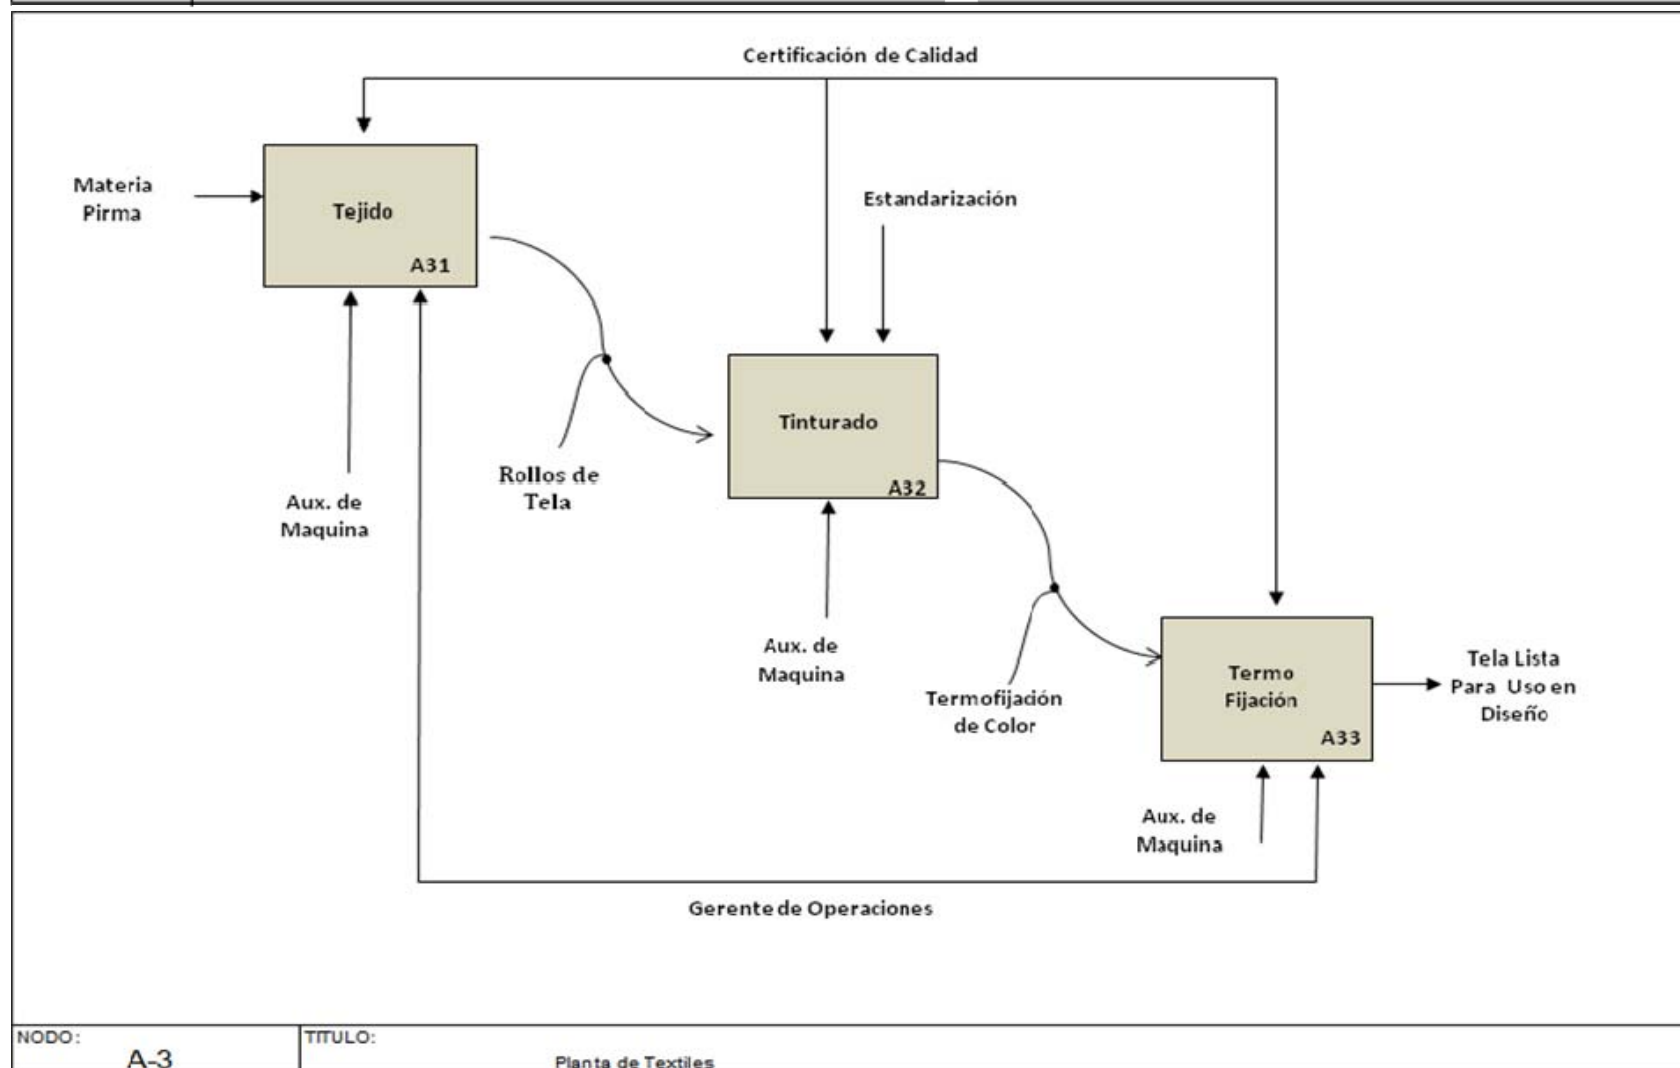 Certificación de Calidad
Materia
Pirma
Tejido
A31
Estandarización
Tinturado
A32
Rollos de
Tela
Aux. de
Maquina
Aux. de
Maquina
Termofijación
de Color
Termo
Fijación
A33
Tela Lista
Para Uso en
Diseño
Aux. de
Maquina
Gerente de Operaciones
NODO:
A-3
TITULO:
Planta de Textiles